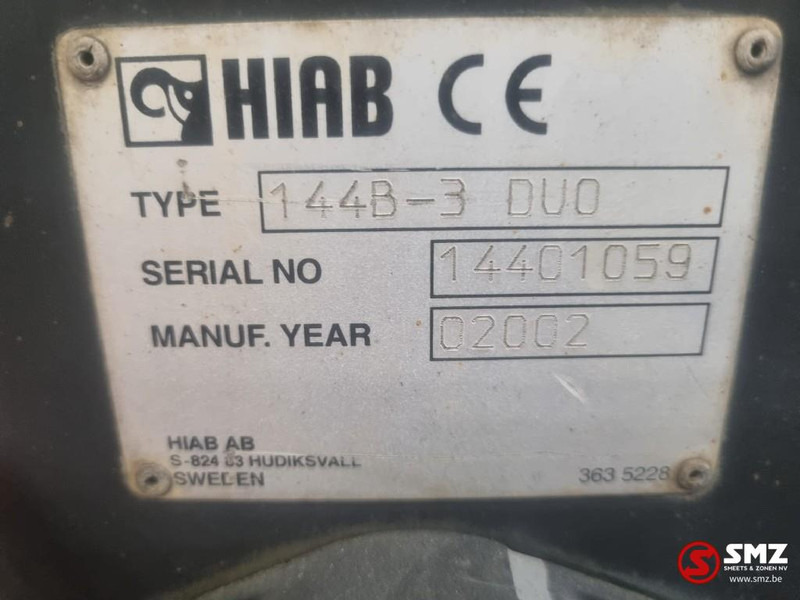 HIAB CE
TYPE 144B-3 DUO
SERIAL NO 14401059
MANUF. YEAR 02002
HIAB AB
S-824 83 HUDIKSVALL
SWEDEN 363 5228
SMZ
SMEETS & ZONEN NV
www.smz.be